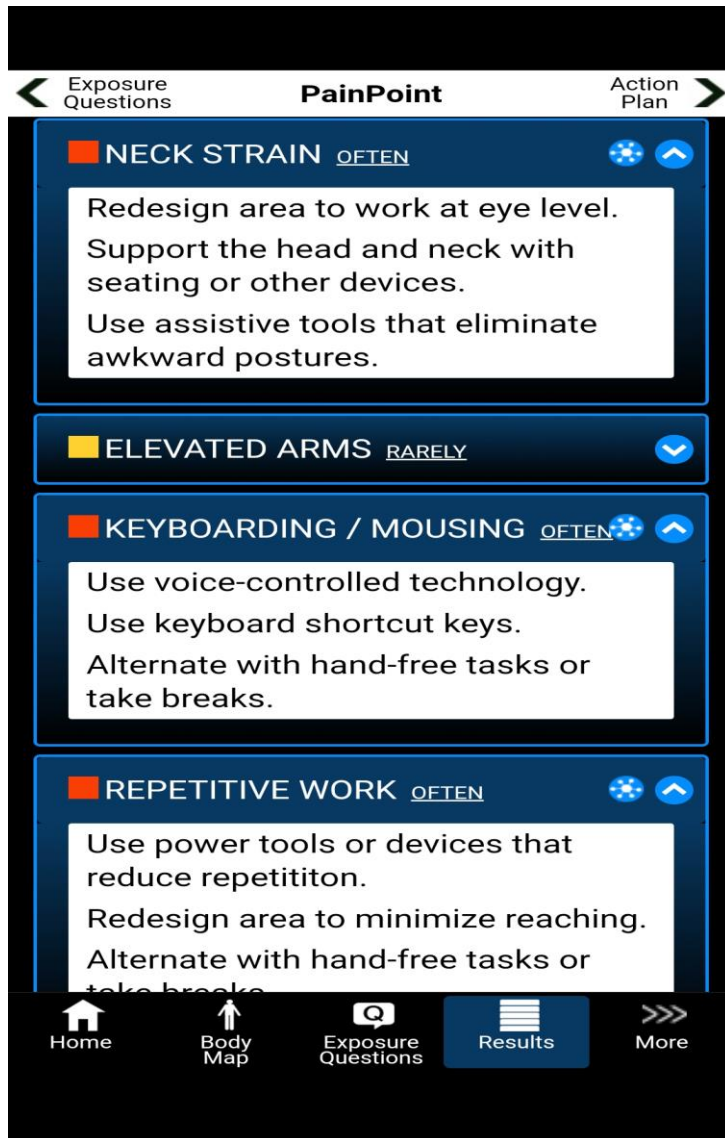 Exposure
Questions
PainPoint
Action
Plan
NECK STRAIN OFTEN
Redesign area to work at eye level.
Support the head and neck with
seating or other devices.
Use assistive tools that eliminate
awkward postures.
ELEVATED ARMS RARELY
KEYBOARDING / MOUSING OFTEN
Use voice-controlled technology.
Use keyboard shortcut keys.
Alternate with hand-free tasks or
take breaks.
REPETITIVE WORK OFTEN
Use power tools or devices that
reduce repetititon.
Redesign area to minimize reaching.
Alternate with hand-free tasks or
take breaks
Q
Home
Body
Map
Exposure
Questions
Results
More